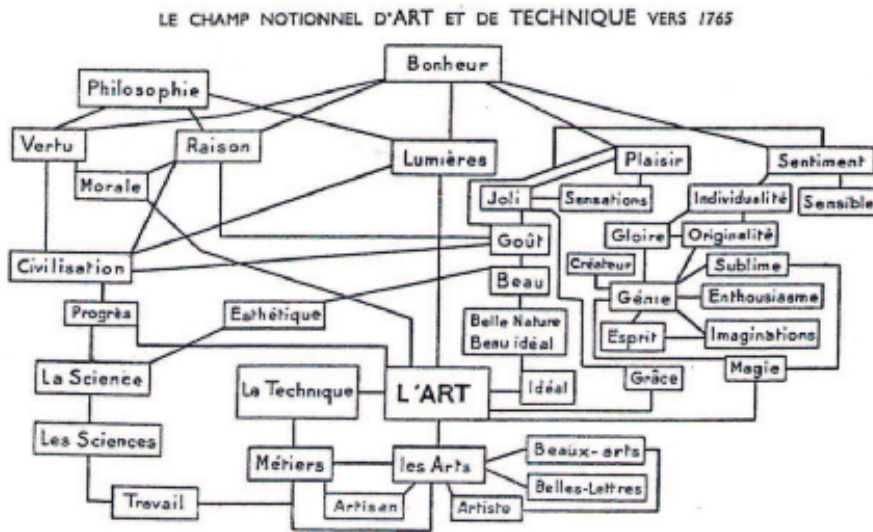 LE CHAMP NOTIONNEL D'ART ET DE TECHNIQUE VERS 1765
Bonheur
Philosophie
Vertu
Raison
Lumières
Plaisir
Sentiment
Morale
Joli
Sensations
Individualité
Sensible
Gloire
Originalité
Goût
Civilisation
Créateur
Sublime
Beau
Génie
Enthousiasme
Progrès
Esthétique
Belle Nature
Beau idéal
Esprit
Imaginations
La Science
La Technique
L'ART
Idéal
Grâce
Magie
Les Sciences
Métiers
les Arts
Beaux-arts
Belles-Lettres
Travail
Artisan
Artiste